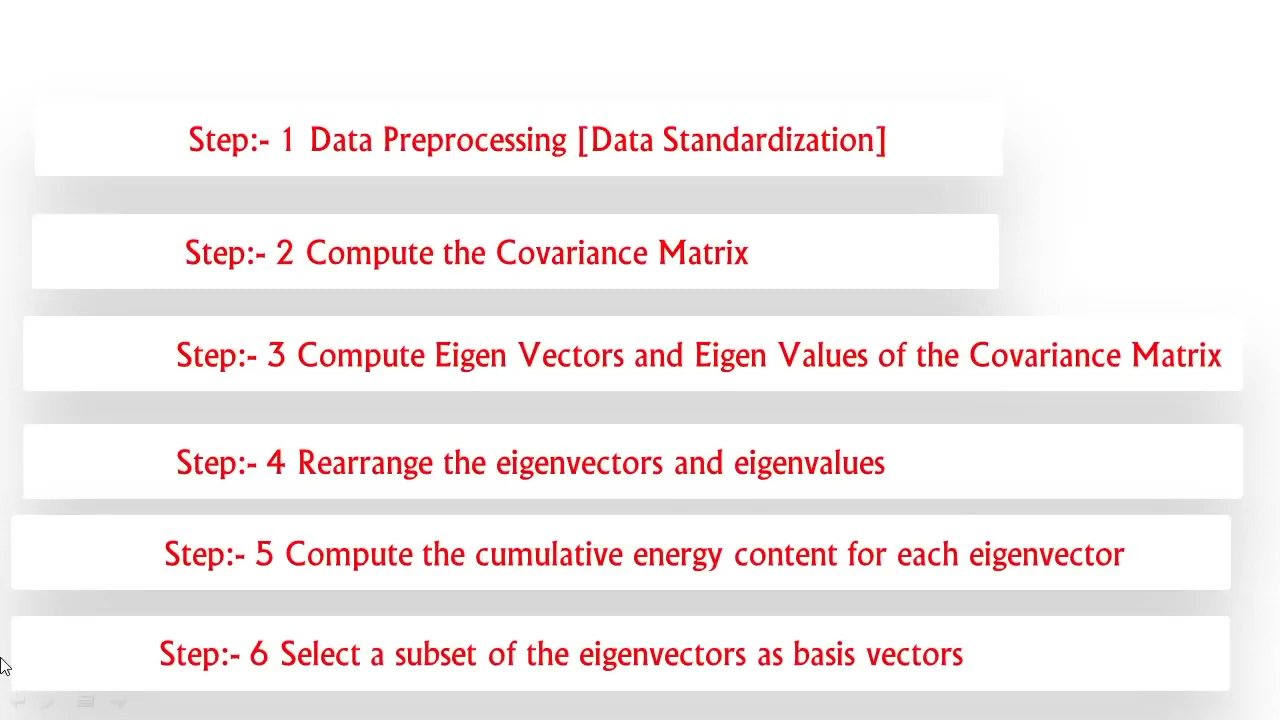 Step:- 1 Data Preprocessing [Data Standardization]
Step:- 2 Compute the Covariance Matrix
Step:- 3 Compute Eigen Vectors and Eigen Values of the Covariance Matrix
Step:- 4 Rearrange the eigenvectors and eigenvalues
Step:- 5 Compute the cumulative energy content for each eigenvector
Step:- 6 Select a subset of the eigenvectors as basis vectors